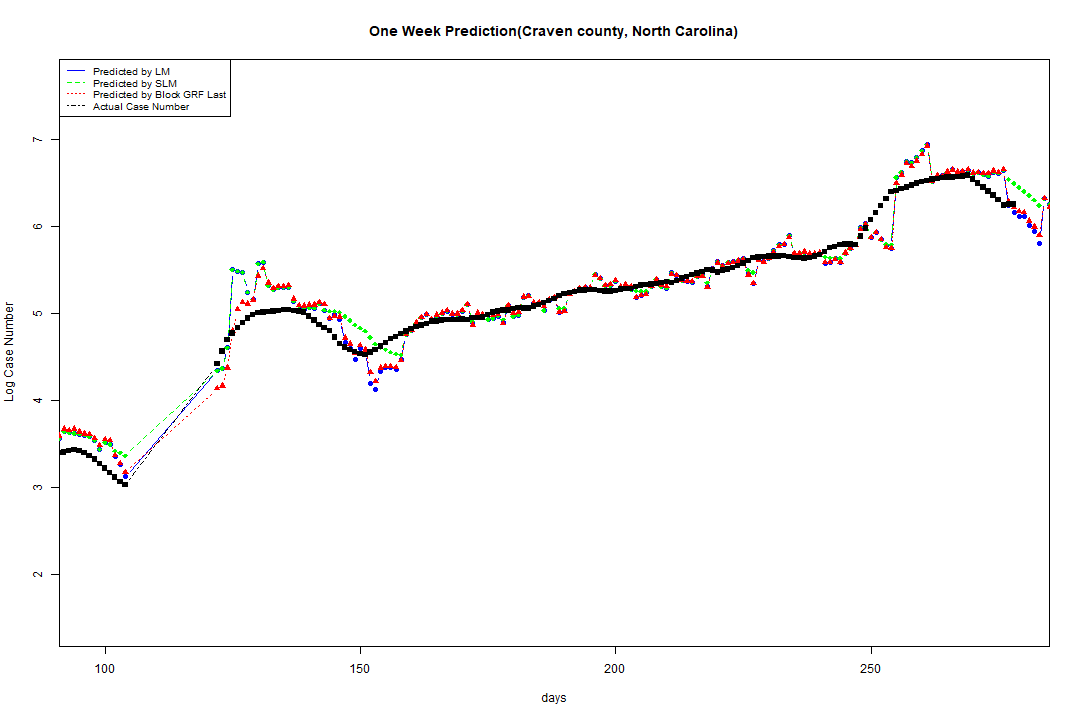 One Week Prediction(Craven county, North Carolina)
Predicted by LM
Predicted by SLM
Predicted by Block GRF Last
Actual Case Number
7
6
5
4
3
2
Log Case Number
100 150 200 250
days